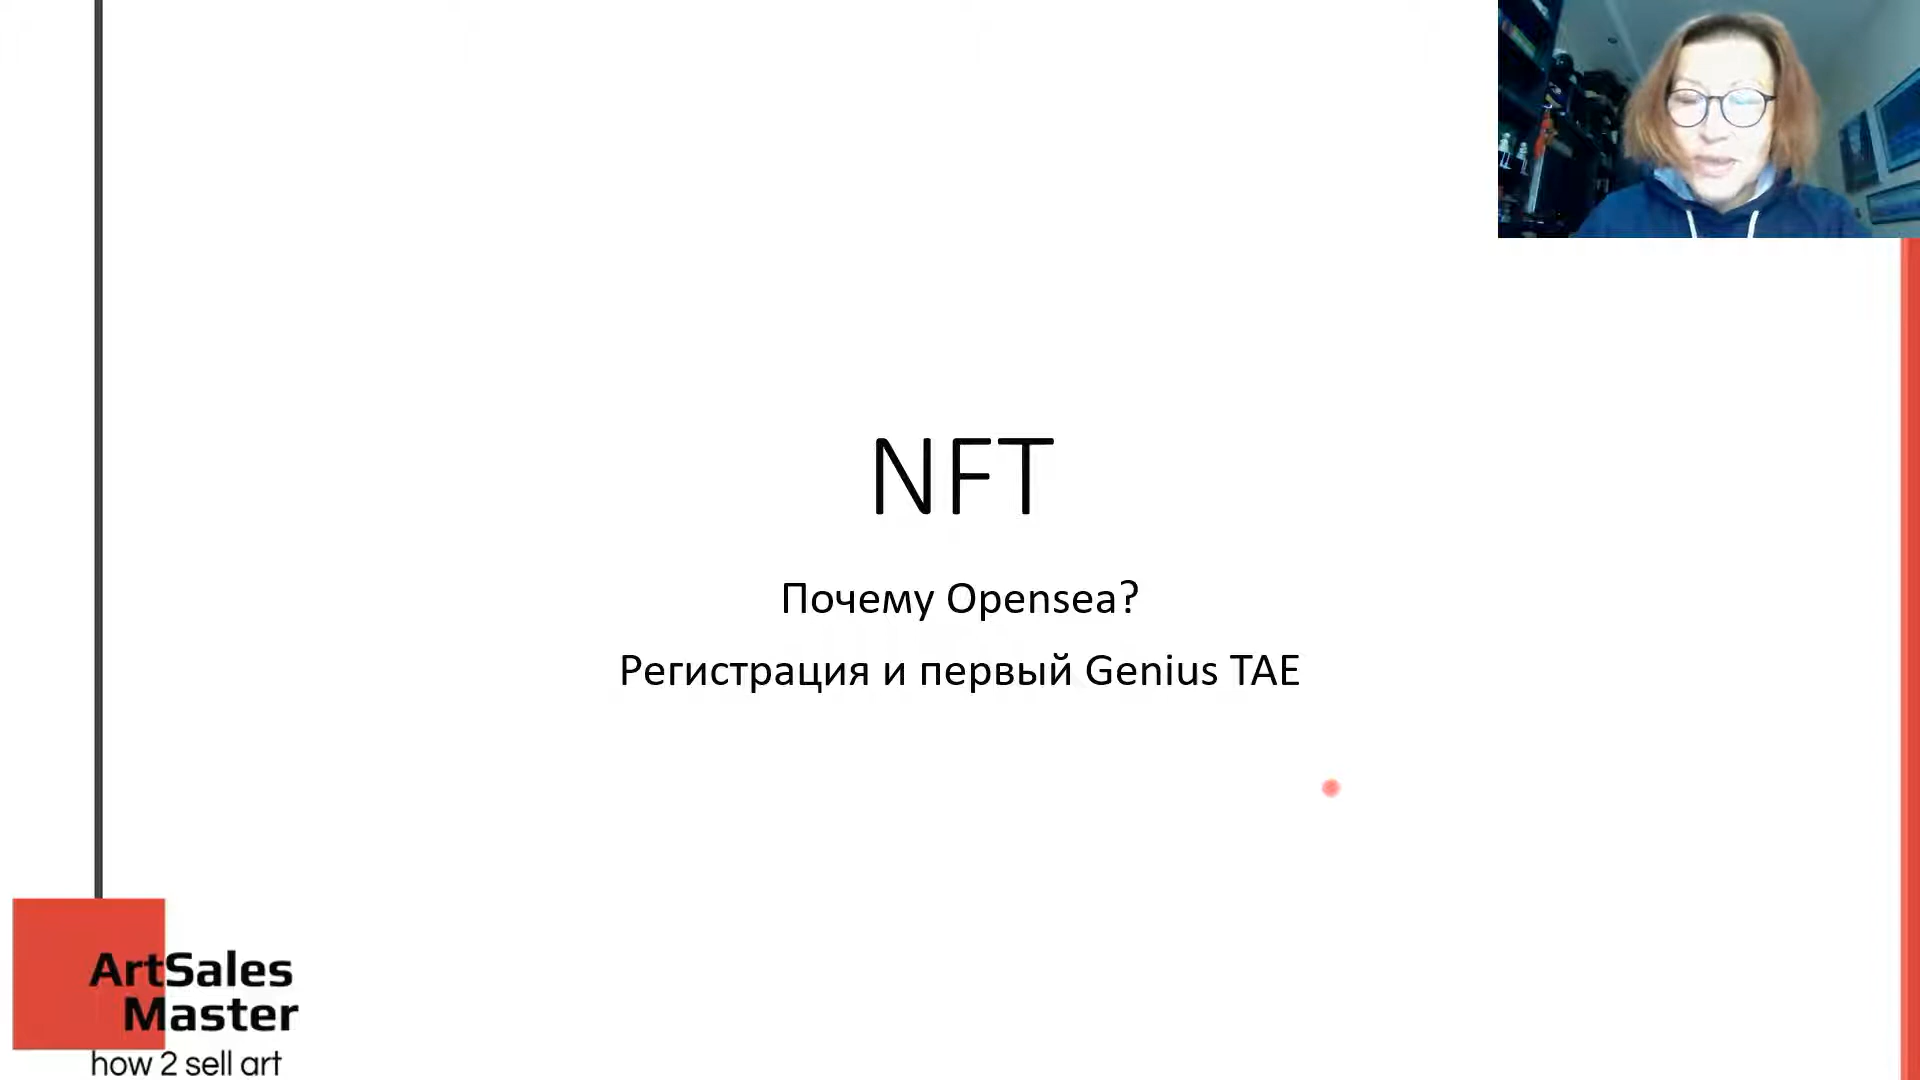 NFT
Почему Opensea?
Регистрация и первый Genius TAE
ArtSales
Master
how 2 sell art